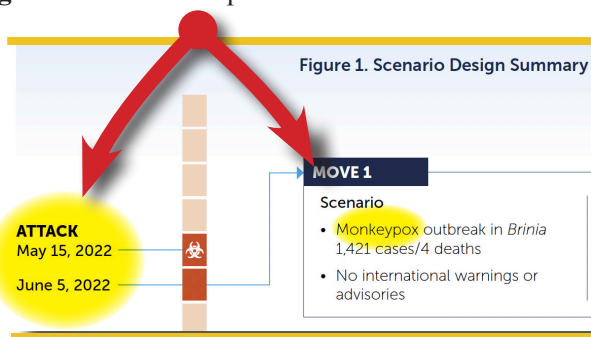 Figure 1. Scenario Design Summary
MOVE 1
Scenario
• Monkeypox outbreak in Brinia
1,421 cases/4 deaths
• No international warnings or
advisories
ATTACK
May 15, 2022
June 5, 2022